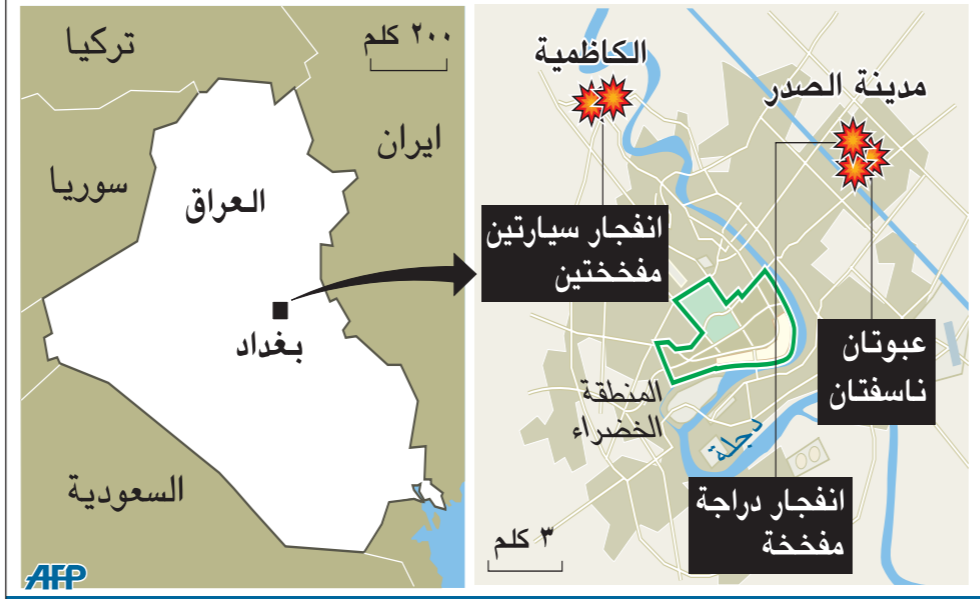 تركيا
٢٠٠ كلم
ايران
سوريا
العراق
بغداد
السعودية
AFP
الكاظمية
مدينة الصدر
انفجار سيارتين
مفخختين
عبوتان
ناسفتان
المنطقة
الخضراء
دجلة
انفجار دراجة
مفخخة
٣ كلم